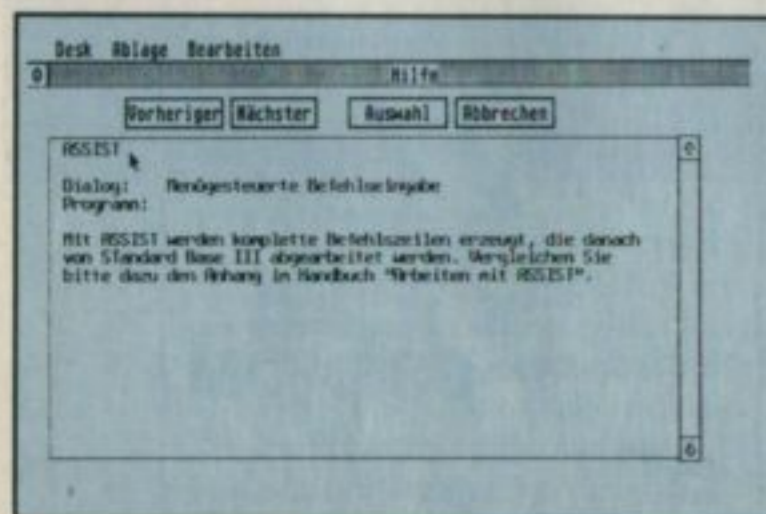 Desk Ablage Bearbeiten
Hilfe
Vorheriger Nächster Auswahl Abbrechen
ASSIST
Dialog: Menügesteuerte Befehlseingabe
Programm:
Mit ASSIST werden komplette Befehlszeilen erzeugt, die danach
von Standard Base III abgearbeitet werden. Vergleichen Sie
bitte dazu den Anhang im Handbuch "Arbeiten mit ASSIST".